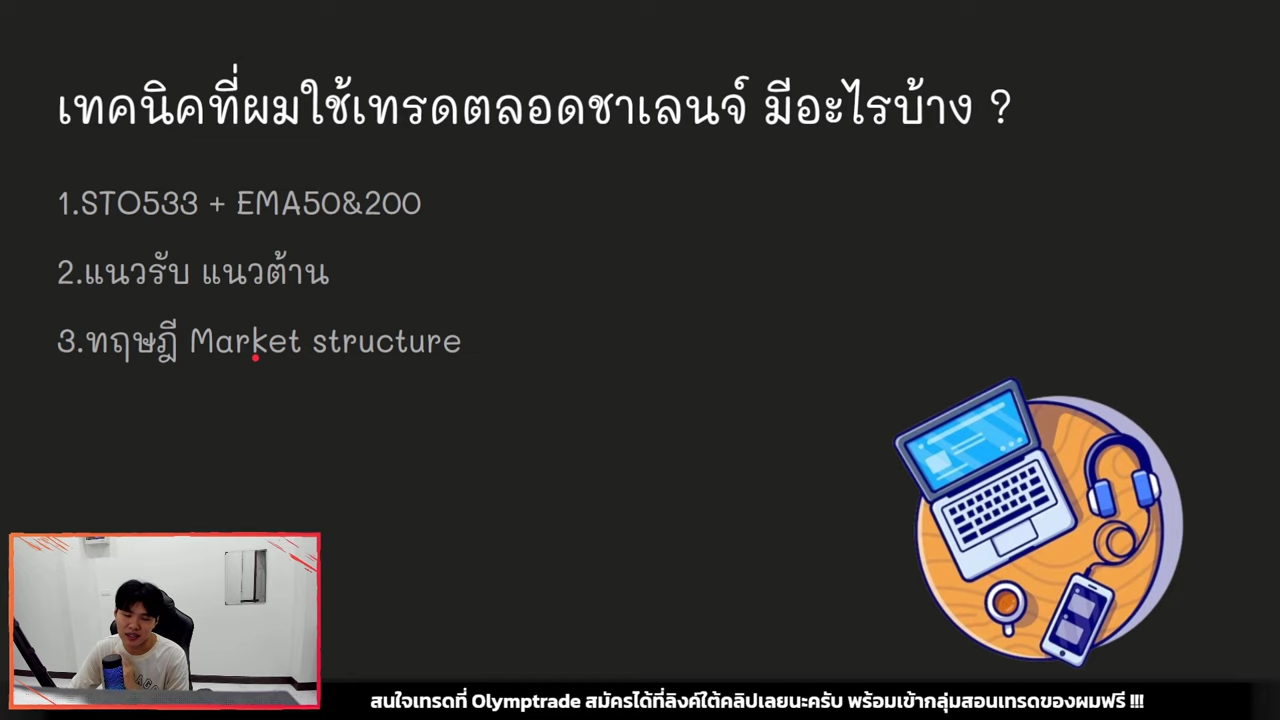 เทคนิคที่ผมใช้เทรดตลอดชาเลนจ์ มีอะไรบ้าง ?
1.STO533 + EMA50&200
2.แนวรับ แนวต้าน
3.ทฤษฎี Market structure
สนใจเทรดที่ Olymptrade สมัครได้ที่ลิงค์ใต้คลิปเลยนะครับ พร้อมเข้ากลุ่มสอนเทรดของผมฟรี !!!